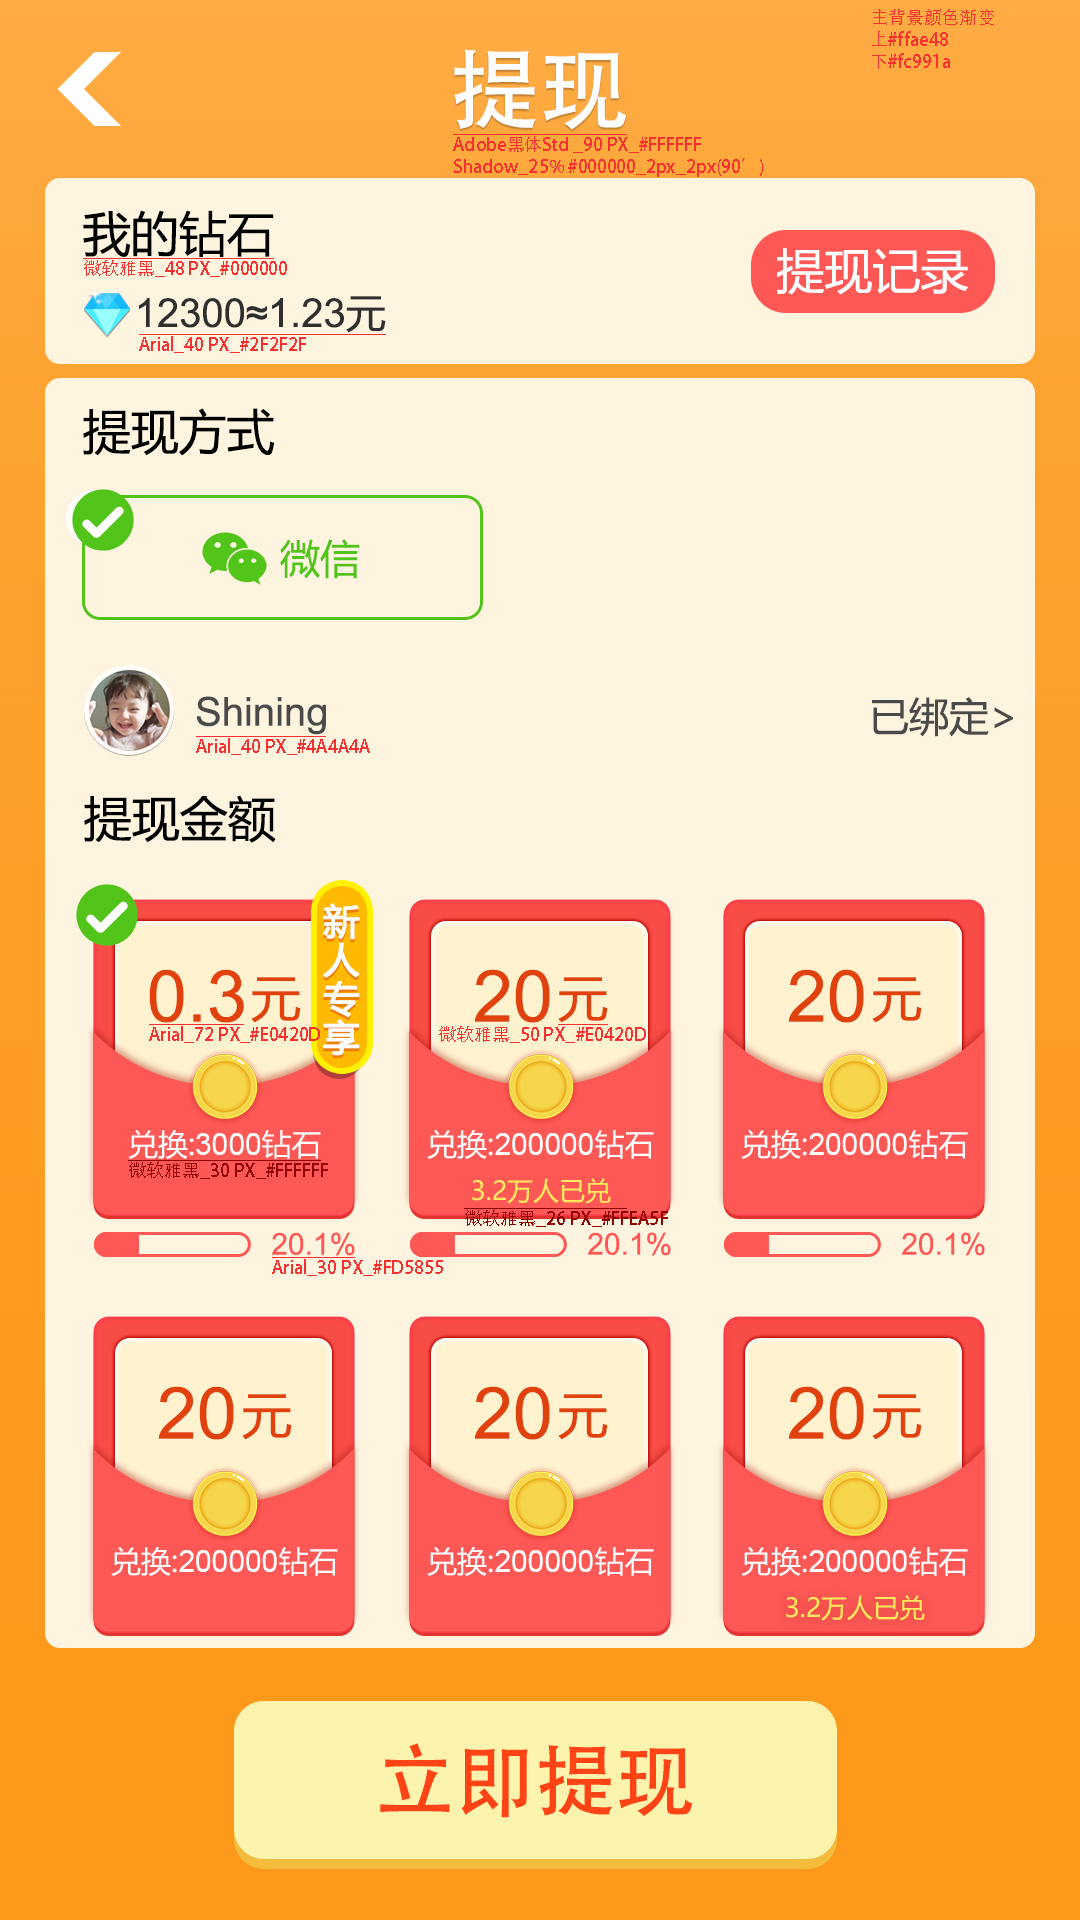 主背景颜色渐变
上#ffae48
下#fc991a
提现
Adobe黑体Std _90 PX_#FFFFFF
Shadow_25% #000000_2px_2px(90′)
我的钻石
微软雅黑_48 PX_#000000
12300≈1.23元
Arial_40 PX_#2F2F2F
提现记录
提现方式
微信
Shining
Arial_40 PX_#4A4A4A
已绑定>
提现金额
新人专享
0.3元
Arial_72 PX_#E0420D
20元
微软雅黑_50 PX_#E0420D
20元
兑换:3000钻石
微软雅黑_30 PX_#FFFFFF
兑换:200000钻石
3.2万人已兑
微软雅黑_26 PX_#FFEA5F
兑换:200000钻石
20.1%
Arial_30 PX_#FD5855
20.1%
20.1%
20元
20元
20元
兑换:200000钻石
兑换:200000钻石
兑换:200000钻石
3.2万人已兑
立即提现